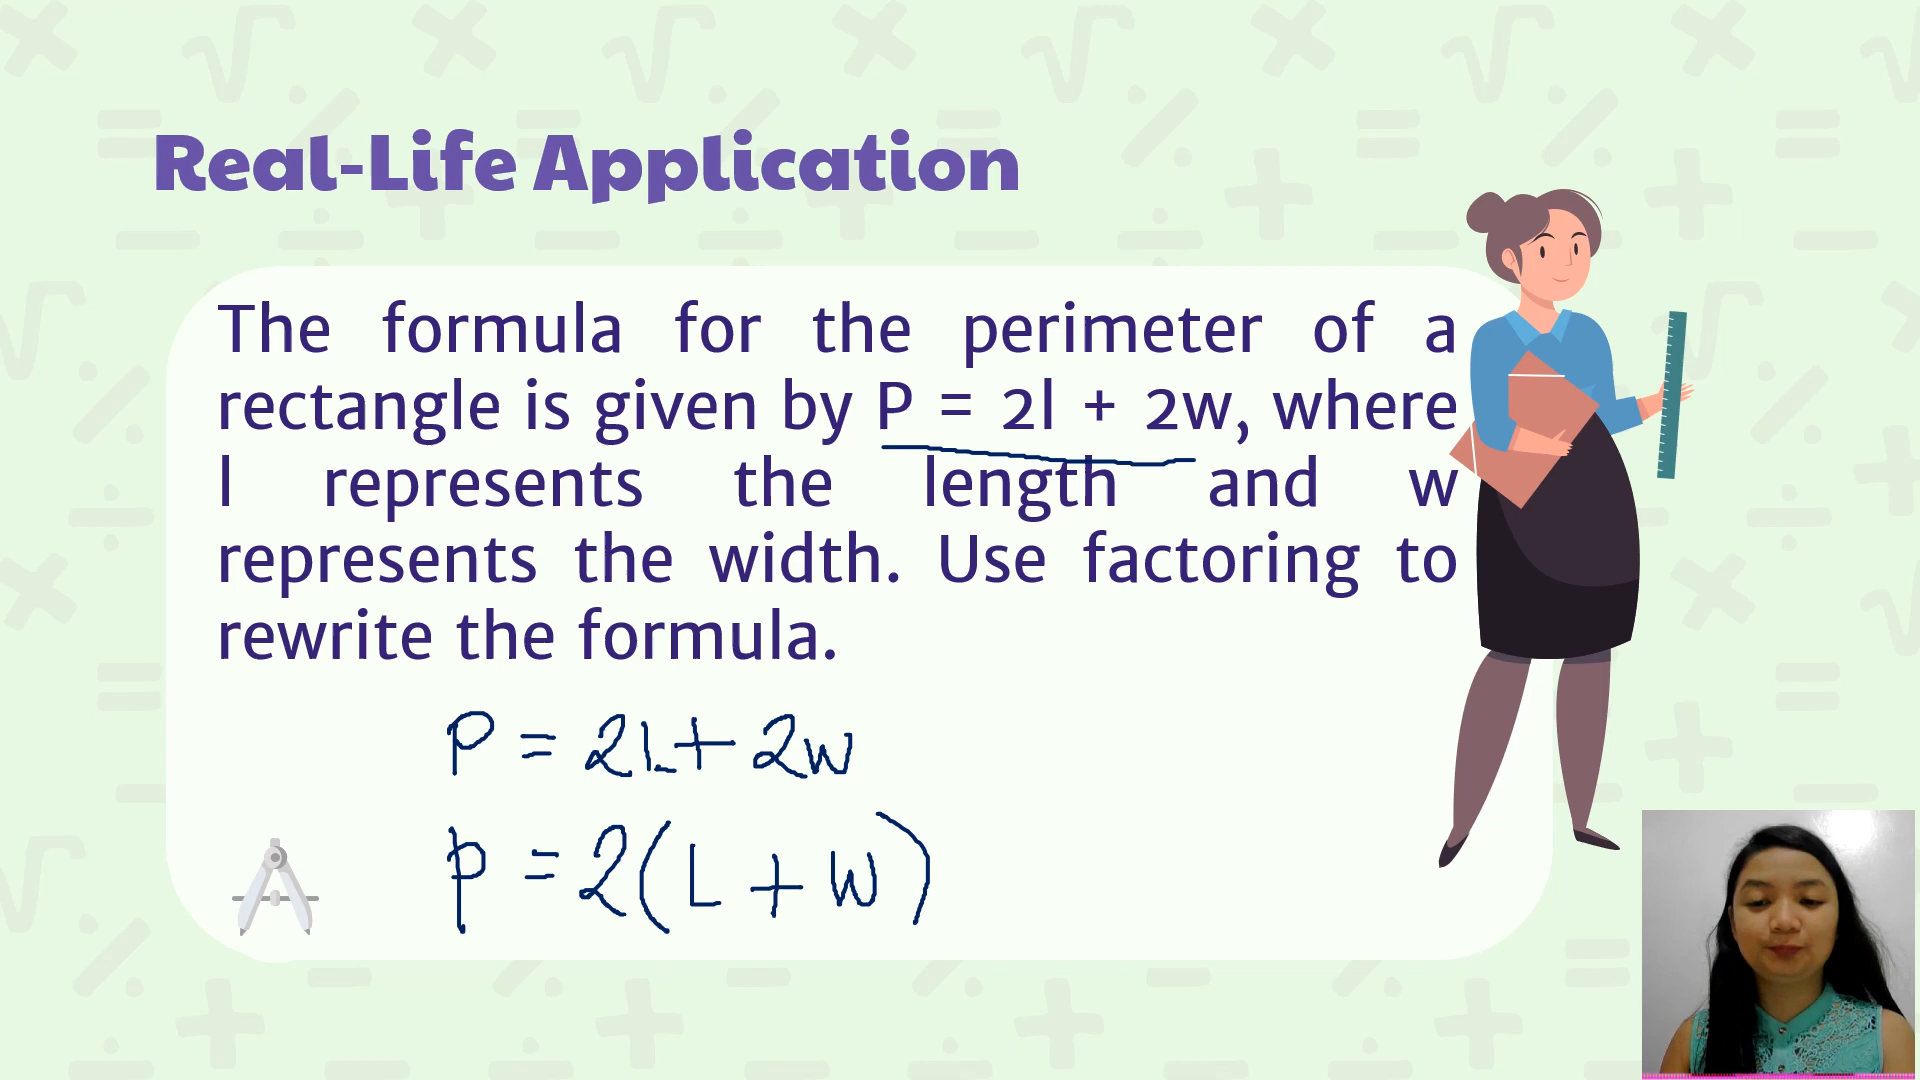 Real-Life Application
The formula for the perimeter of a
rectangle is given by P = 2l + 2w, where
l represents the length and w
represents the width. Use factoring to
rewrite the formula.
P = 2L + 2W
P = 2(L + W)